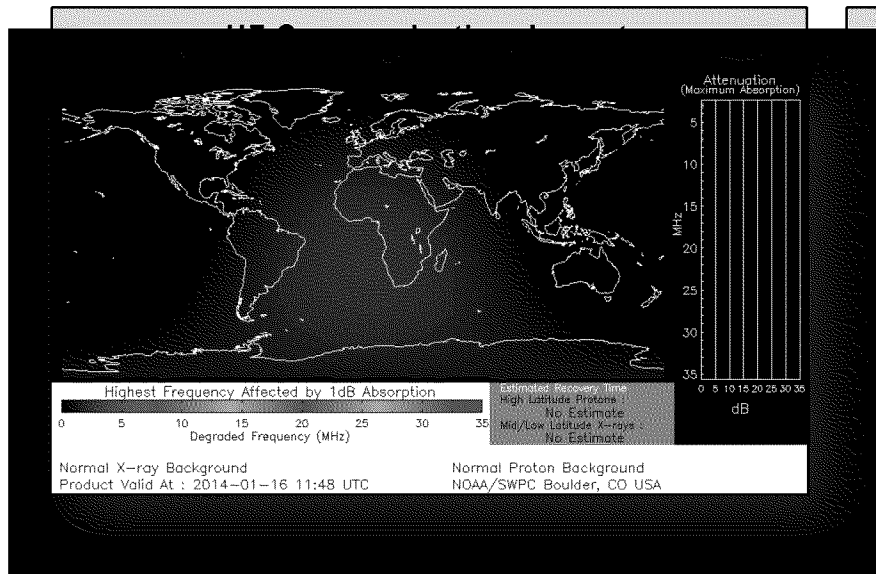 Attenuation
(Maximum Absorption)
5
10
15
20
25
30
35
MHz
0 5 10 15 20 25 30 35
dB
Highest Frequency Affected by 1dB Absorption
0 5 10 15 20 25 30 35
Degraded Frequency (MHz)
Estimated Recovery Time
High Latitude Protons :
No Estimate
Mid/Low Latitude X-rays :
No Estimate
Normal X-ray Background
Normal Proton Background
Product Valid At : 2014-01-16 11:48 UTC
NOAA/SWPC Boulder, CO USA